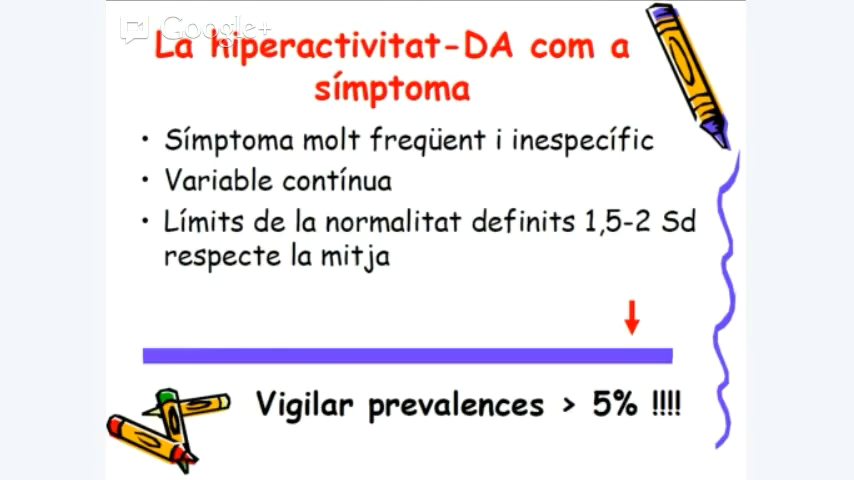 Google+
La hiperactivitat-DA com a
símptoma
• Símptoma molt freqüent i inespecífic
• Variable contínua
• Límits de la normalitat definits 1,5-2 Sd
respecte la mitja
Vigilar prevalences > 5% !!!!